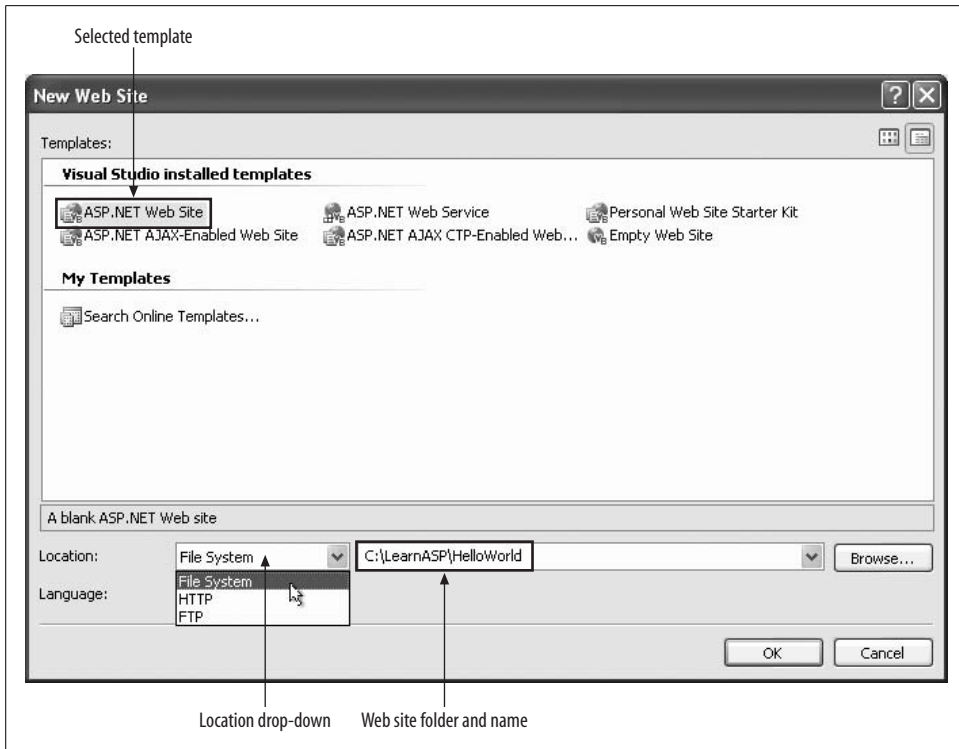 Selected template
New Web Site
Templates:
Visual Studio installed templates
ASP.NET Web Site
ASP.NET Web Service
Personal Web Site Starter Kit
ASP.NET AJAX-Enabled Web Site
ASP.NET AJAX CTP-Enabled Web...
Empty Web Site
My Templates
Search Online Templates...
A blank ASP.NET Web site
Location:
File System
C:\LearnASP\HelloWorld
Browse...
File System
Language:
HTTP
FTP
OK
Cancel
Location drop-down
Web site folder and name